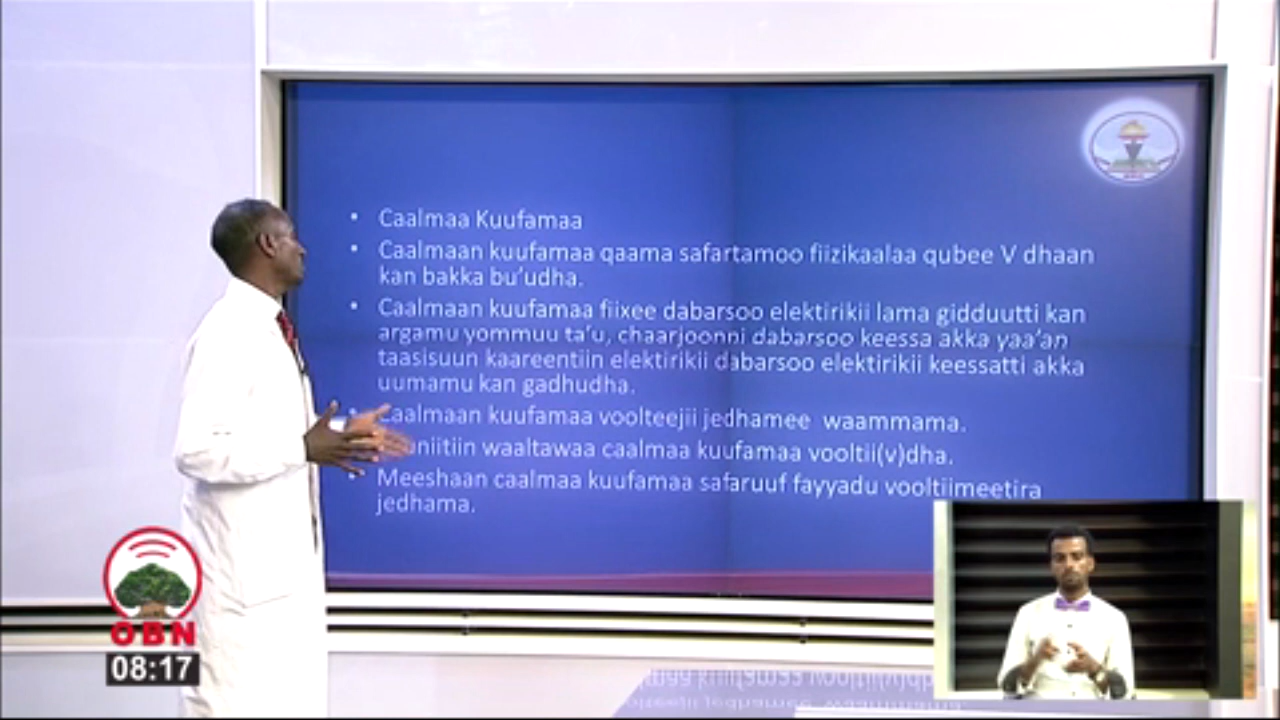 Caalmaa Kuufamaa
Caalmaan kuufamaa qaama safartamoo fiizikaalaa qubee V dhaan
kan bakka bu'udha.
Caalmaan kuufamaa fiixee dabarsoo elektirikii lama gidduutti kan
argamu yommuu ta'u, chaarjoonni dabarsoo keessa akka yaa'an
taasisuun kaareentiin elektirikii dabarsoo elektirikii keessatti akka
uumamu kan gadhudha.
Caalmaan kuufamaa voolteejii jedhamee waammama.
waaltawaa caalmaa kuufamaa vooltii(v)dha.
Meeshaan caalmaa kuufamaa safaruuf fayyadu vooltiimeetira
jedhama.
OBN
08:17